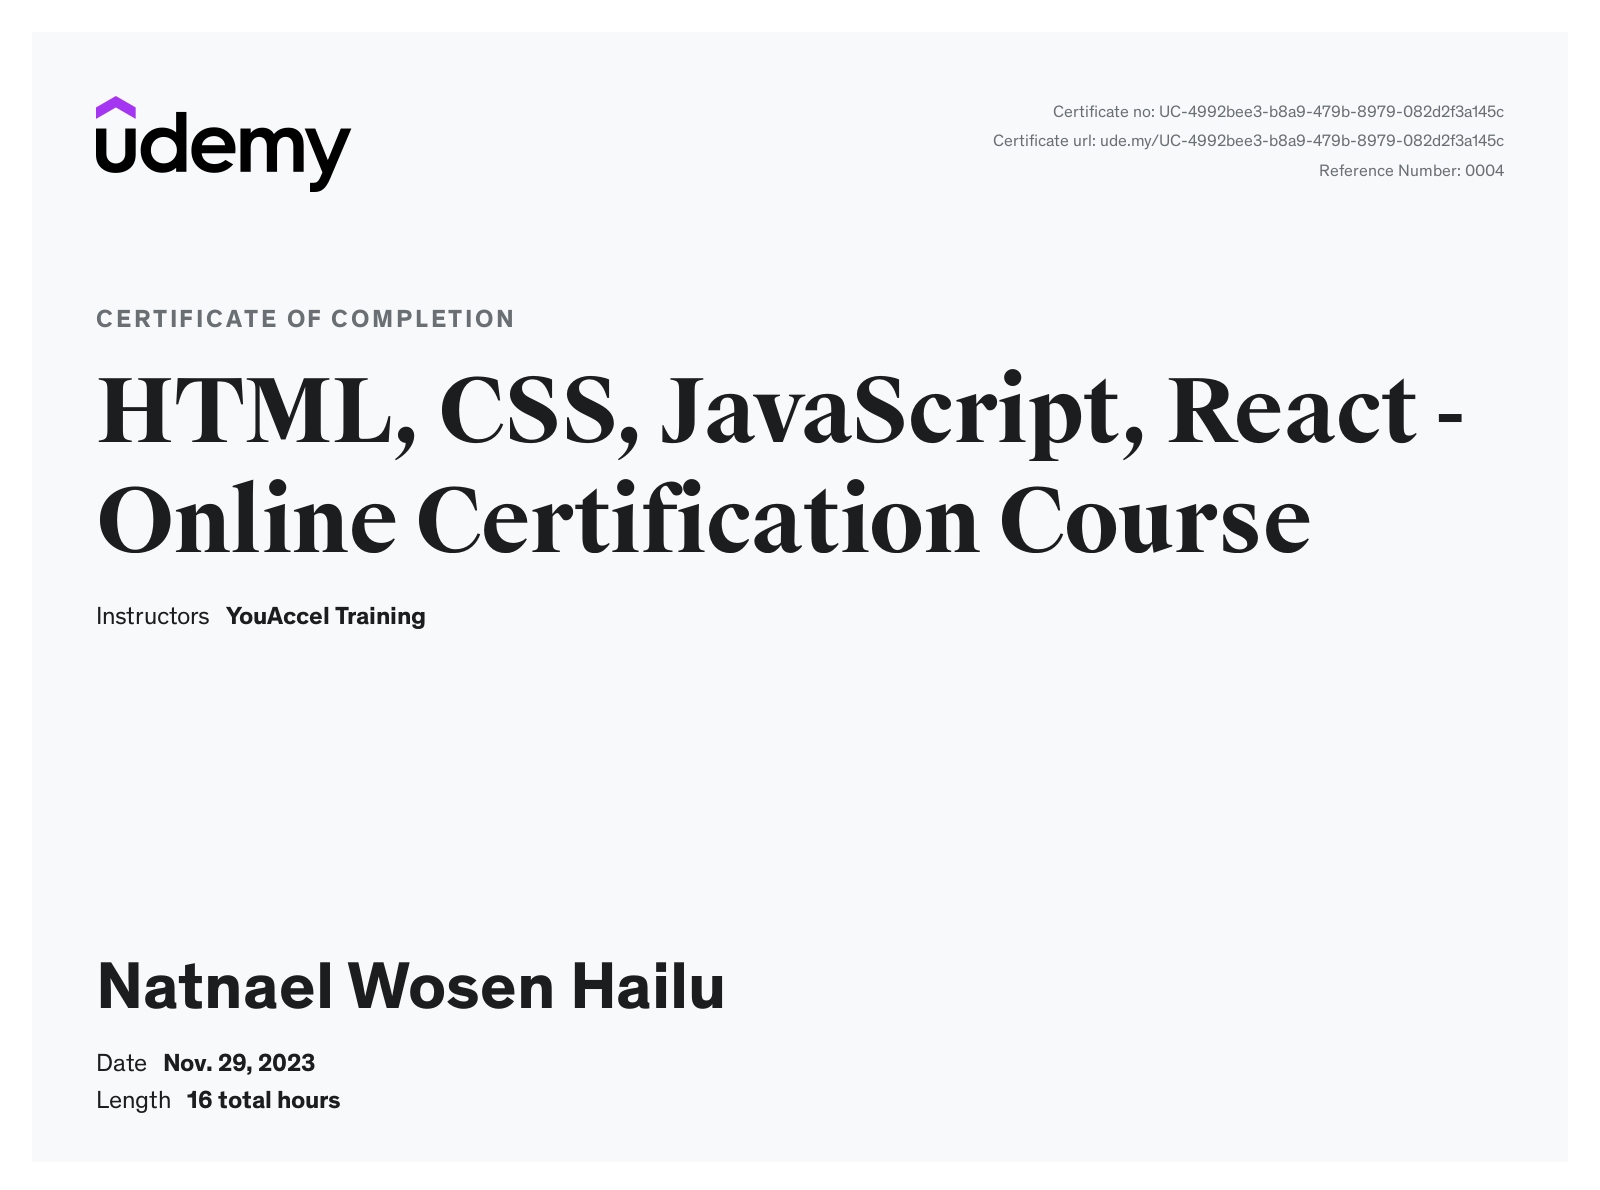 udemy
Certificate no: UC-4992bee3-b8a9-479b-8979-082d2f3a145c
Certificate url: ude.my/UC-4992bee3-b8a9-479b-8979-082d2f3a145c
Reference Number: 0004
CERTIFICATE OF COMPLETION
HTML, CSS, JavaScript, React -
Online Certification Course
Instructors YouAccel Training
Natnael Wosen Hailu
Date Nov. 29, 2023
Length 16 total hours